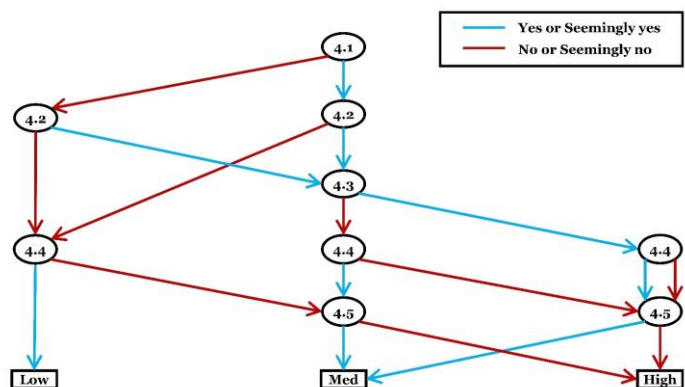 Yes or Seemingly yes
No or Seemingly no
4.1
4.2
4.2
4.3
4.4
4.4
4.4
4.5
4.5
Low
Med
High